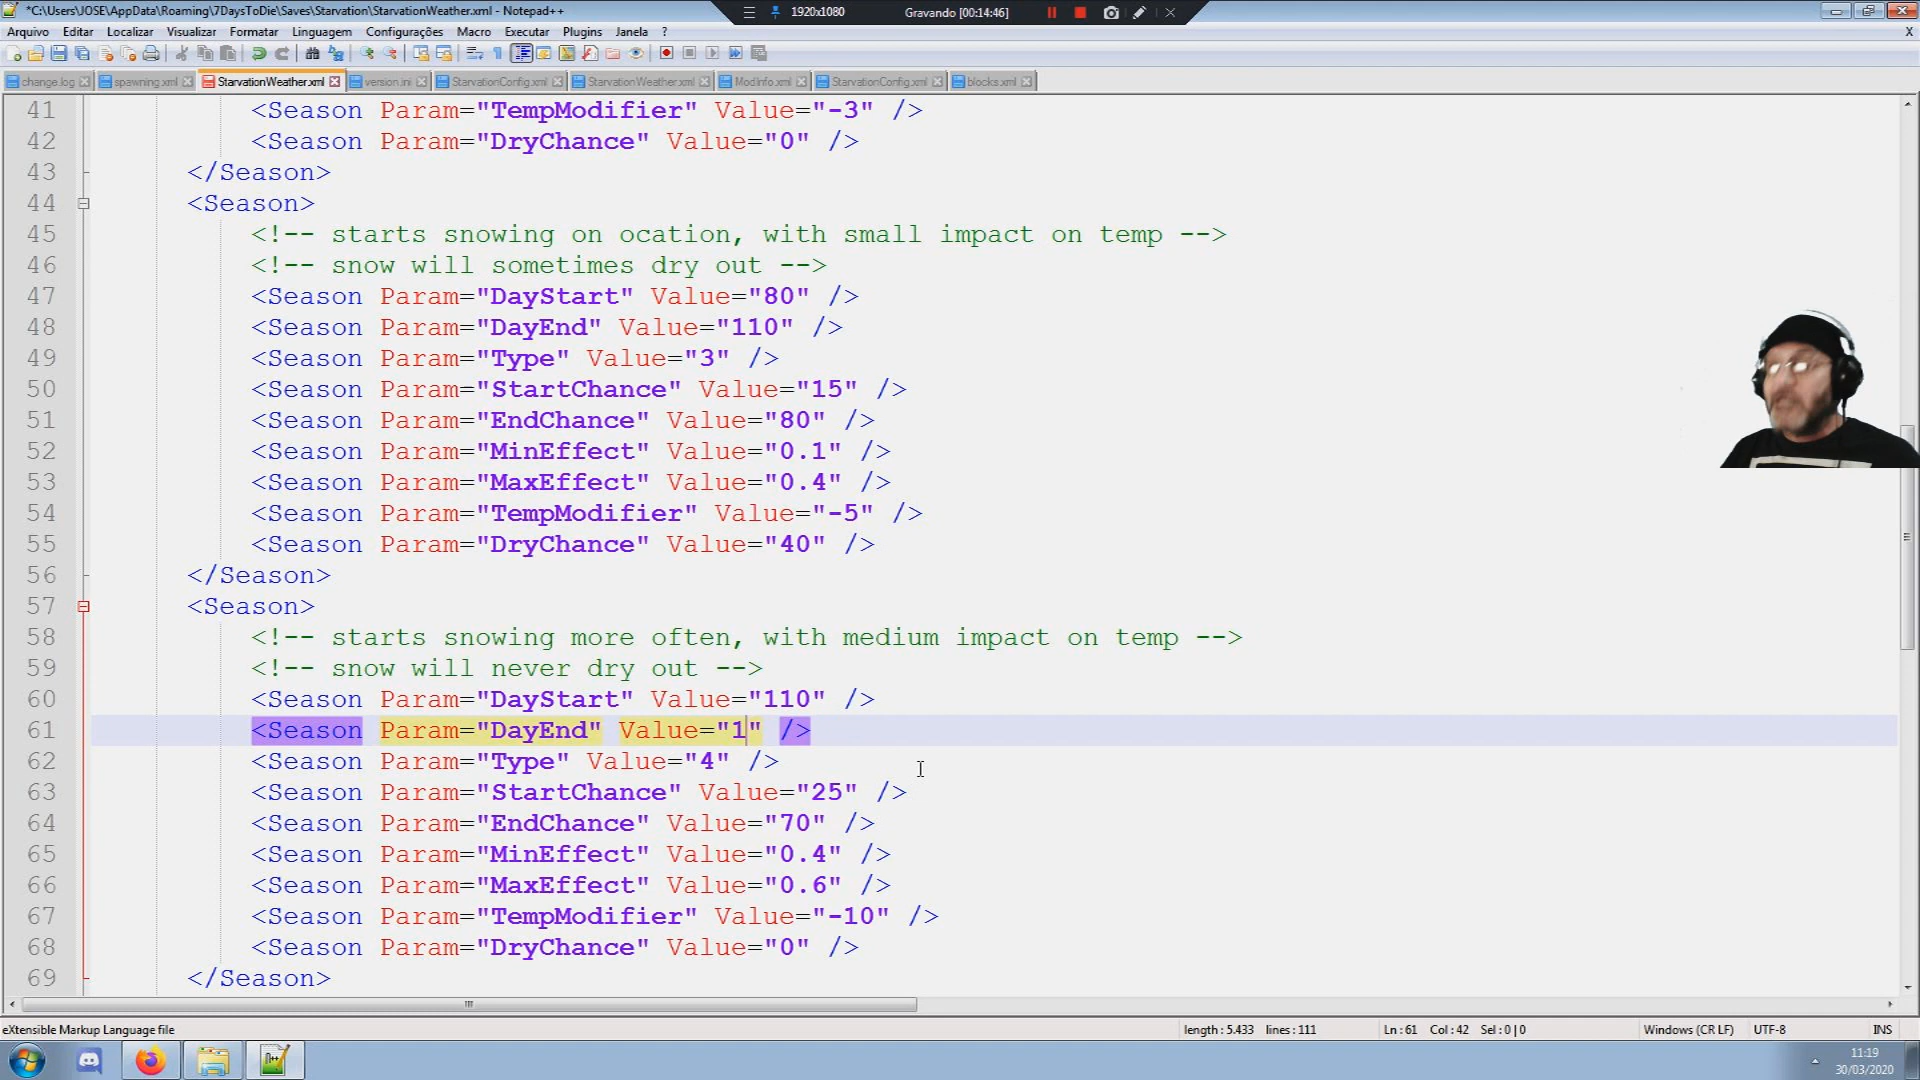 *C:\Users\JOSE\AppData\Roaming\7DaysToDie\Saves\Starvation\StarvationWeather.xml - Notepad++
1920x1080
Gravando [00:14:46]
Arquivo Editar Localizar Visualizar Formatar Linguagem Configurações Macro Executar Plugins Janela ?
X
change.log spawning.xml StarvationWeather.xml version.ini StarvationConfig.xml StarvationWeather.xml ModInfo.xml StarvationConfig.xml blocks.xml
41 <Season Param="TempModifier" Value="-3" />
42 <Season Param="DryChance" Value="0" />
43 </Season>
44 <Season>
45 <!-- starts snowing on ocation, with small impact on temp -->
46 <!-- snow will sometimes dry out -->
47 <Season Param="DayStart" Value="80" />
48 <Season Param="DayEnd" Value="110" />
49 <Season Param="Type" Value="3" />
50 <Season Param="StartChance" Value="15" />
51 <Season Param="EndChance" Value="80" />
52 <Season Param="MinEffect" Value="0.1" />
53 <Season Param="MaxEffect" Value="0.4" />
54 <Season Param="TempModifier" Value="-5" />
55 <Season Param="DryChance" Value="40" />
56 </Season>
57 <Season>
58 <!-- starts snowing more often, with medium impact on temp -->
59 <!-- snow will never dry out -->
60 <Season Param="DayStart" Value="110" />
61 <Season Param="DayEnd" Value="1" />
62 <Season Param="Type" Value="4" />
63 <Season Param="StartChance" Value="25" />
64 <Season Param="EndChance" Value="70" />
65 <Season Param="MinEffect" Value="0.4" />
66 <Season Param="MaxEffect" Value="0.6" />
67 <Season Param="TempModifier" Value="-10" />
68 <Season Param="DryChance" Value="0" />
69 </Season>
eXtensible Markup Language file
length : 5.433 lines : 111
Ln : 61 Col : 42 Sel : 0 | 0
Windows (CR LF)
UTF-8
INS
11:19
30/03/2020